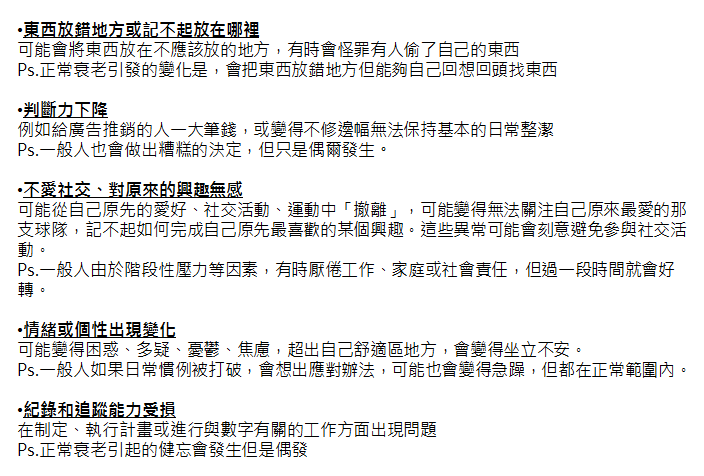 •東西放錯地方或記不起放在哪裡
可能會將東西放在不應該放的地方，有時會怪罪有人偷了自己的東西
Ps.正常衰老引發的變化是，會把東西放錯地方但能夠自己回想回頭找東西
•判斷力下降
例如給廣告推銷的人一大筆錢，或變得不修邊幅無法保持基本的日常整潔
Ps.一般人也會做出糟糕的決定，但只是偶爾發生。
•不愛社交、對原來的興趣無感
可能從自己原先的愛好、社交活動、運動中「撤離」，可能變得無法關注自己原來最愛的那
支球隊，記不起如何完成自己原先最喜歡的某個興趣。這些異常可能會刻意避免參與社交活
動。
Ps.一般人由於階段性壓力等因素，有時厭倦工作、家庭或社會責任，但過一段時間就會好
轉。
•情緒或個性出現變化
可能變得困惑、多疑、憂鬱、焦慮，超出自己舒適區地方，會變得坐立不安。
Ps.一般人如果日常慣例被打破，會想出應對辦法，可能也會變得急躁，但都在正常範圍內。
•紀錄和追蹤能力受損
在制定、執行計畫或進行與數字有關的工作方面出現問題
Ps.正常衰老引起的健忘會發生但是偶發